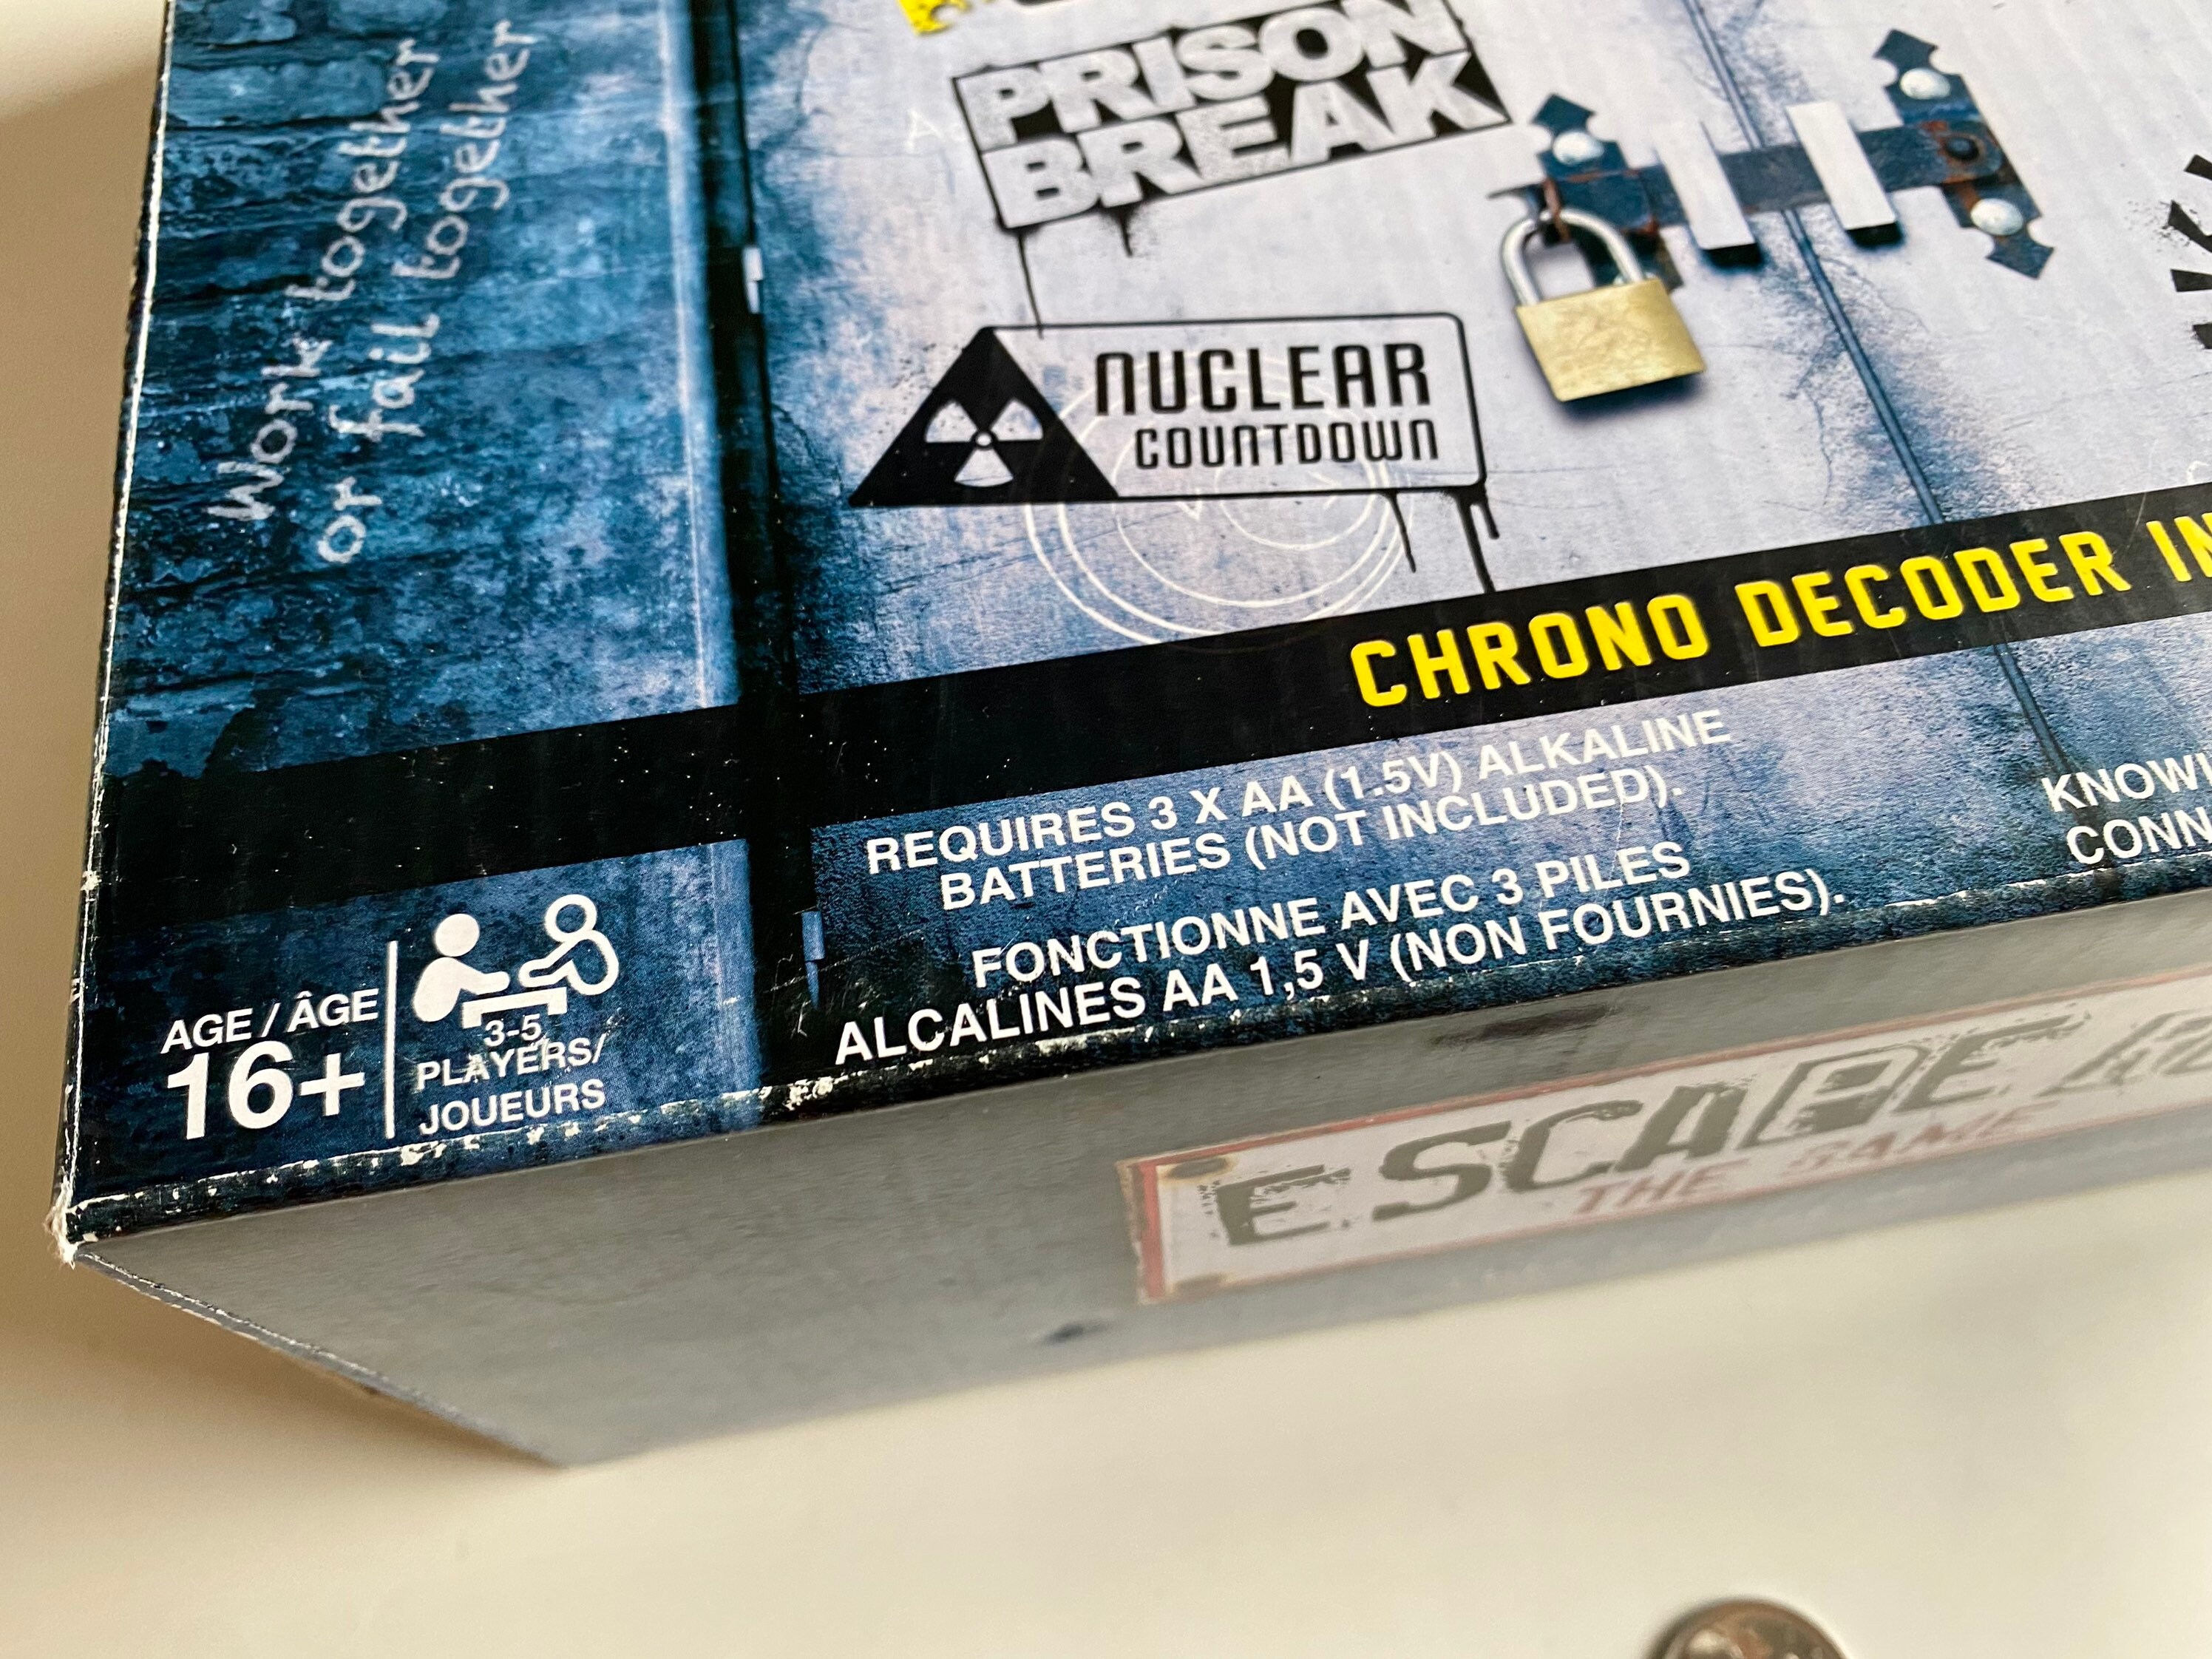 Work together
or fail together
PRISON
BREAK
NUCLEAR
COUNTDOWN
CHRONO DECODER
REQUIRES 3 X AA (1.5V) ALKALINE
BATTERIES (NOT INCLUDED).
FONCTIONNE AVEC 3 PILES
ALCALINES AA 1,5 V (NON FOURNIES).
AGE / ÂGE
16+
3-5
PLAYERS/
JOUEURS
ESCAPE
THE GAME